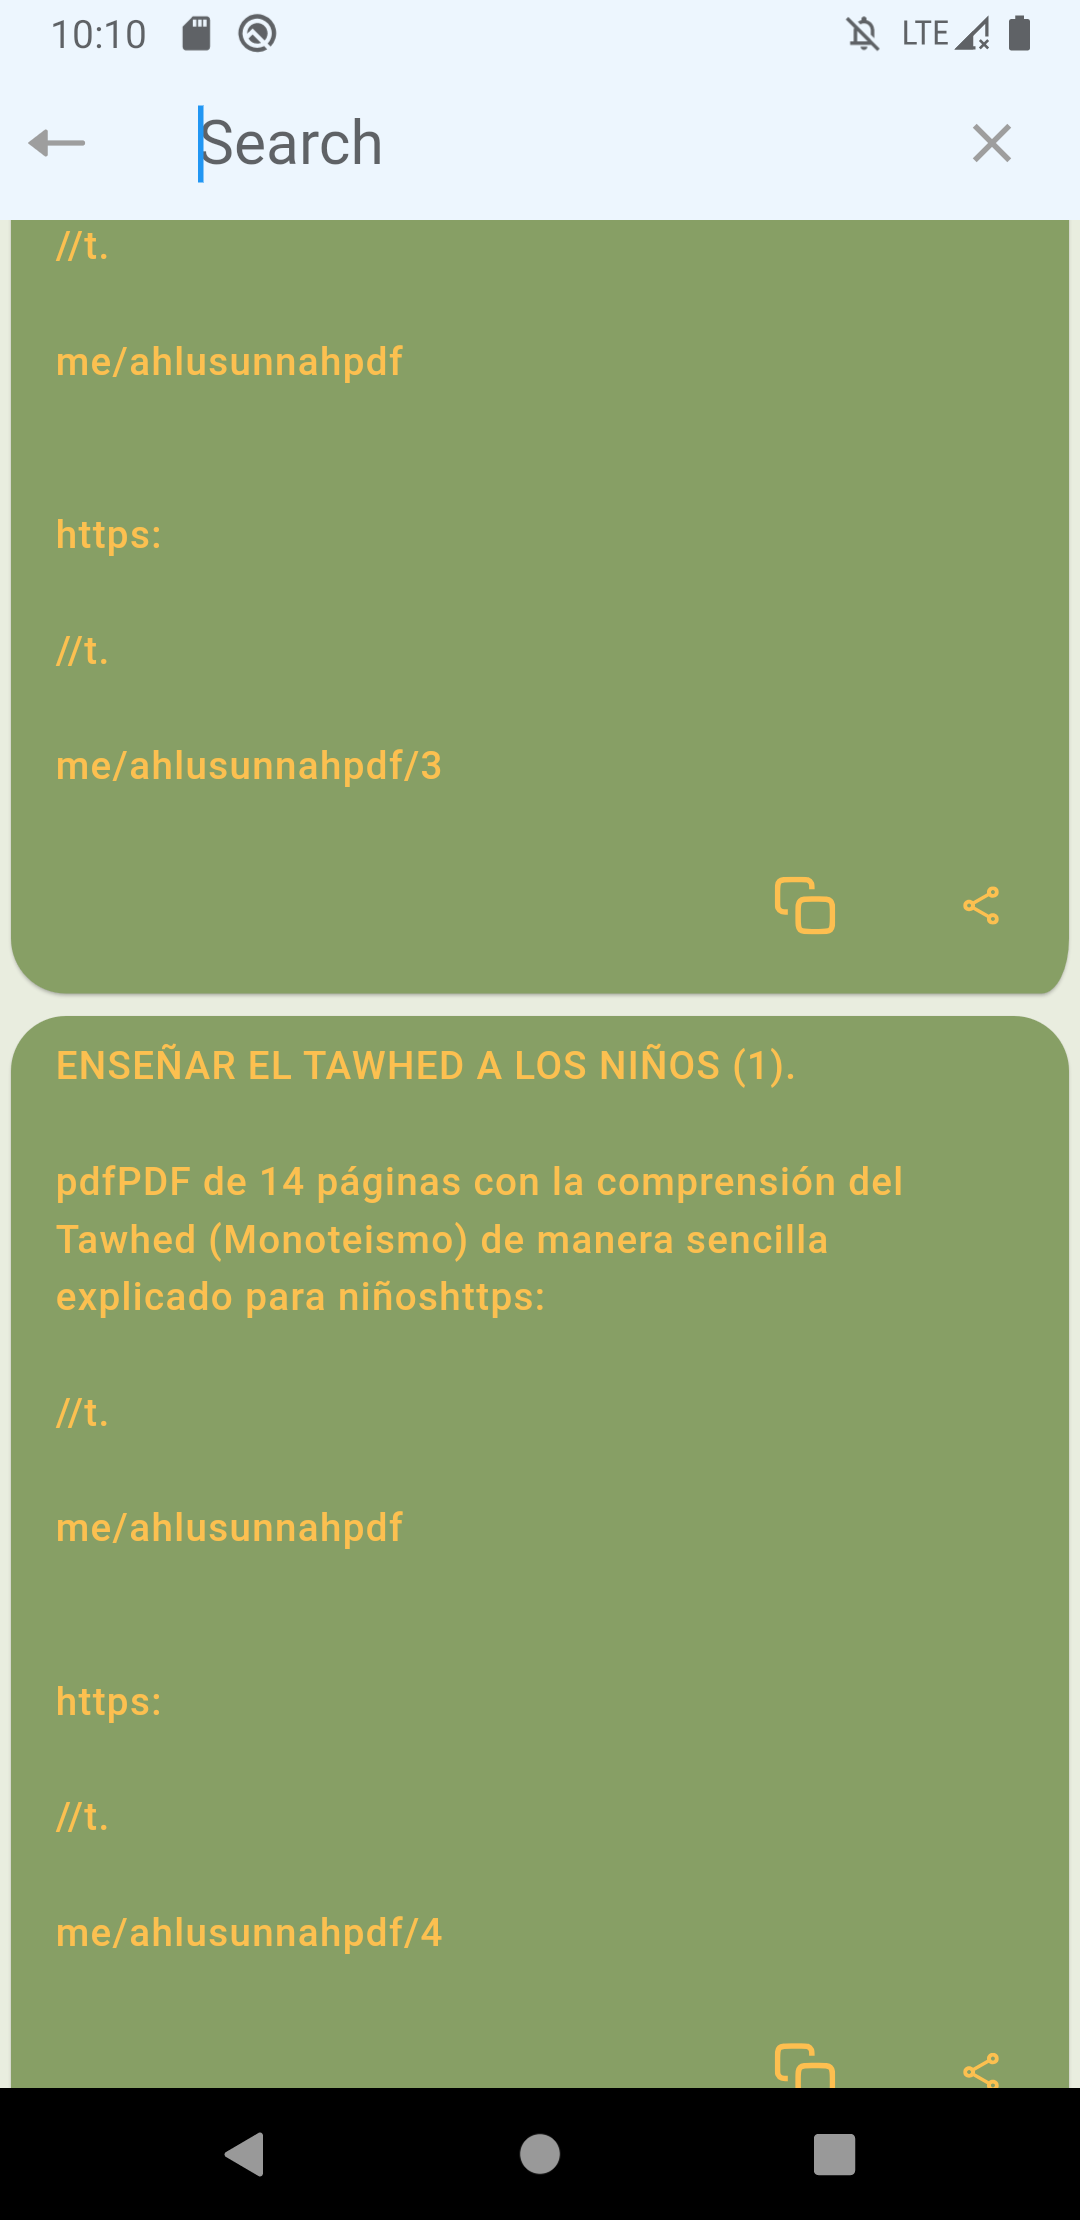 10:10
LTE
Search
//t.
me/ahlusunnahpdf
https:
//t.
me/ahlusunnahpdf/3
ENSEÑAR EL TAWHED A LOS NIÑOS (1).
pdfPDF de 14 páginas con la comprensión del
Tawhed (Monoteismo) de manera sencilla
explicado para niñoshttps:
//t.
me/ahlusunnahpdf
https:
//t.
me/ahlusunnahpdf/4